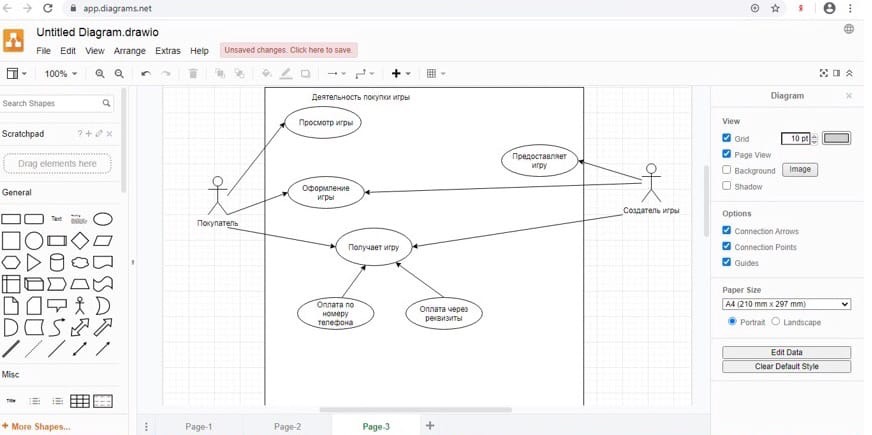 app.diagrams.net
Untitled Diagram.drawio
File Edit View Arrange Extras Help
Unsaved changes. Click here to save.
100%
Search Shapes
Scratchpad
Drag elements here
General
Text
Misc
Title
+ More Shapes...
Деятельность покупки игры
Просмотр игры
Предоставляет
игру
Оформление
игры
Покупатель
Создатель игры
Получает игру
Оплата по
номеру
телефона
Оплата через
реквизиты
Page-1 Page-2 Page-3
Diagram
View
Grid 10 pt
Page View
Background Image
Shadow
Options
Connection Arrows
Connection Points
Guides
Paper Size
A4 (210 mm x 297 mm)
Portrait Landscape
Edit Data
Clear Default Style